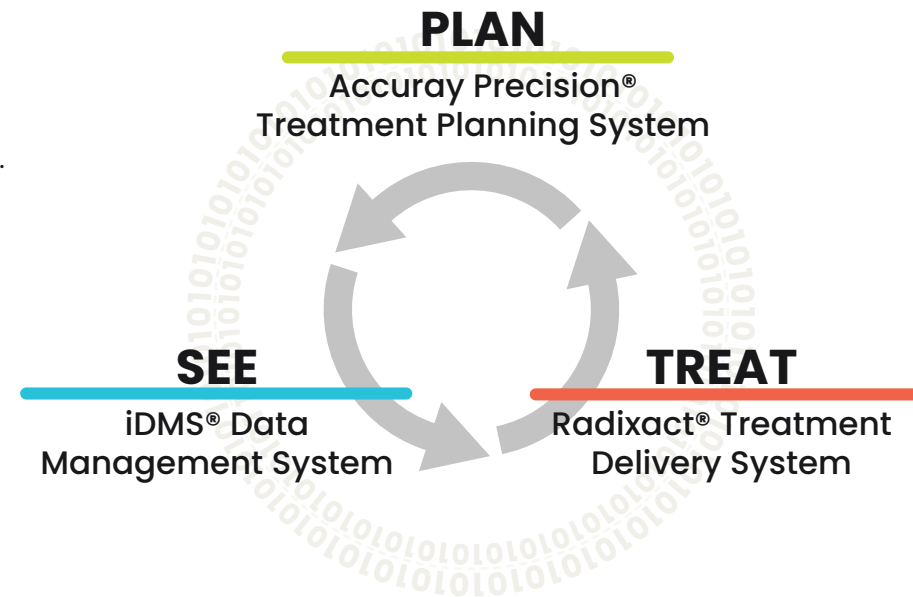 PLAN
Accuray Precision®
Treatment Planning System
.
SEE
iDMS® Data
Management System
TREAT
Radixact® Treatment
Delivery System